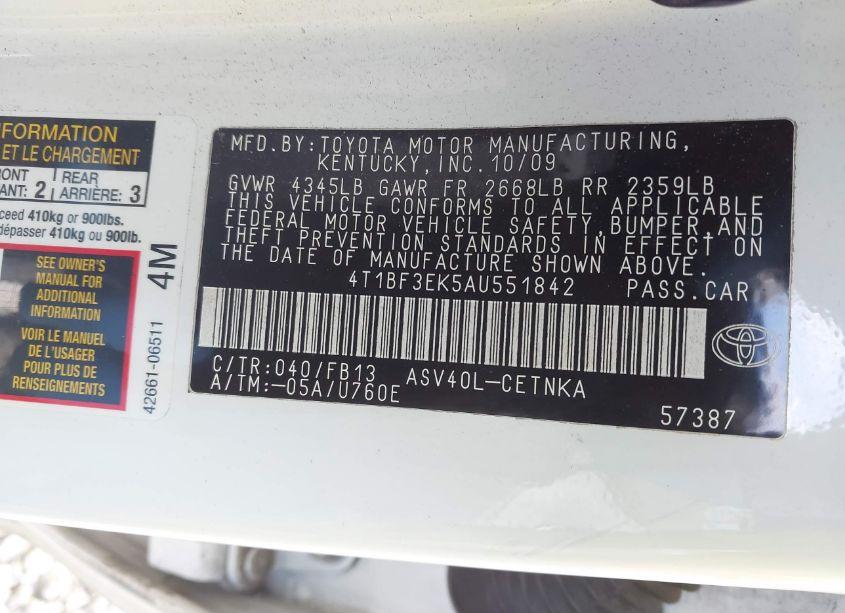 NFORMATION
ET LE CHARGEMENT
RONT
ANT: 2
REAR
ARRIÈRE: 3
ceed 410kg or 900lbs.
dépasser 410kg ou 900lb.
SEE OWNER'S
MANUAL FOR
ADDITIONAL
INFORMATION
VOIR LE MANUEL
DE L'USAGER
POUR PLUS DE
RENSEIGNEMENTS
4M
42661-06511
MFD.BY:TOYOTA MOTOR MANUFACTURING,
KENTUCKY,INC.10/09
GVWR 4345LB GAWR FR 2668LB RR 2359LB
THIS VEHICLE CONFORMS TO ALL APPLICABLE
FEDERAL MOTOR VEHICLE SAFETY,BUMPER,AND
THEFT PREVENTION STANDARDS IN EFFECT ON
THE DATE OF MANUFACTURE SHOWN ABOVE.
4T1BF3EK5AU551842 PASS.CAR
C/TR:040/FB13 ASV40L-CETNKA
A/TM:-05A/U760E
57387